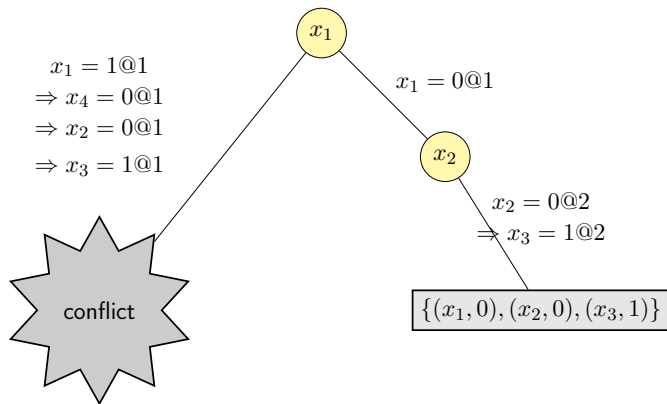 x₁
x₁ = 1@1
⇒ x₄ = 0@1
⇒ x₂ = 0@1
⇒ x₃ = 1@1
x₁ = 0@1
x₂
x₂ = 0@2
⇒ x₃ = 1@2
conflict
{(x₁, 0), (x₂, 0), (x₃, 1)}